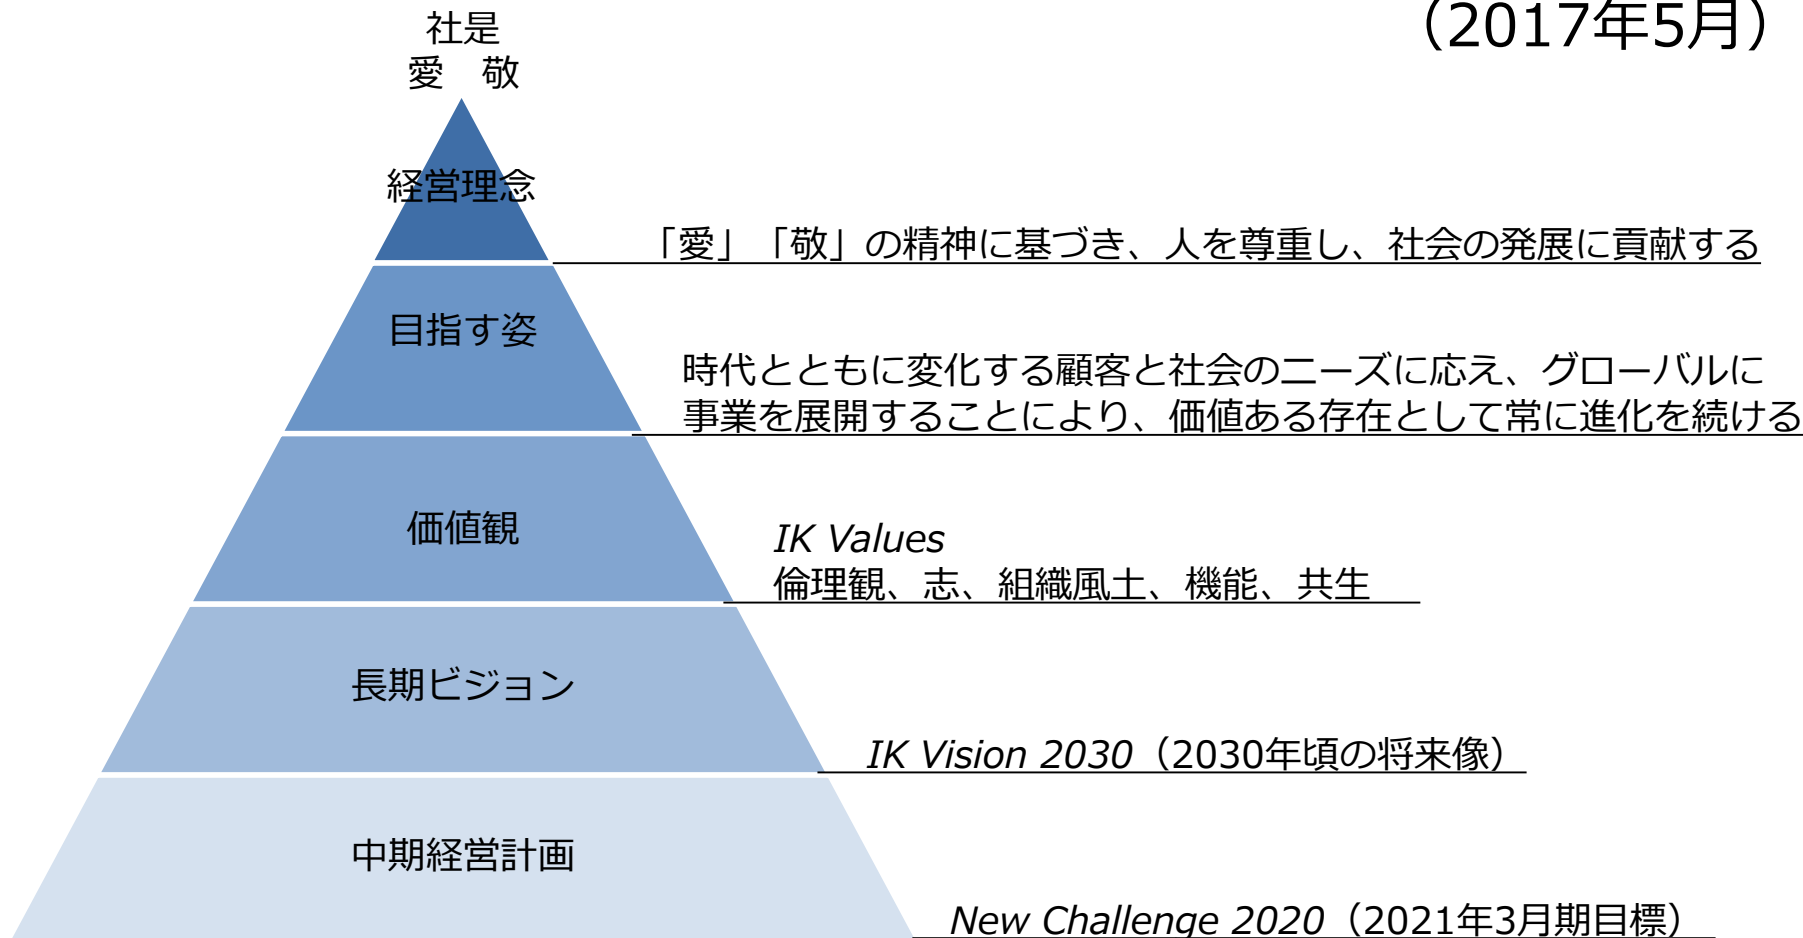 （2017年5月）
社是
愛　敬
経営理念
「愛」「敬」の精神に基づき、人を尊重し、社会の発展に貢献する
目指す姿
時代とともに変化する顧客と社会のニーズに応え、グローバルに
事業を展開することにより、価値ある存在として常に進化を続ける
価値観
IK Values
倫理観、志、組織風土、機能、共生
長期ビジョン
IK Vision 2030（2030年頃の将来像）
中期経営計画
New Challenge 2020（2021年3月期目標）